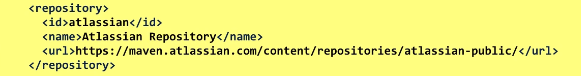 <repository>
<id>atlassian</id>
<name>Atlassian Repository</name>
<url>https://maven.atlassian.com/content/repositories/atlassian-public/</url>
</repository>